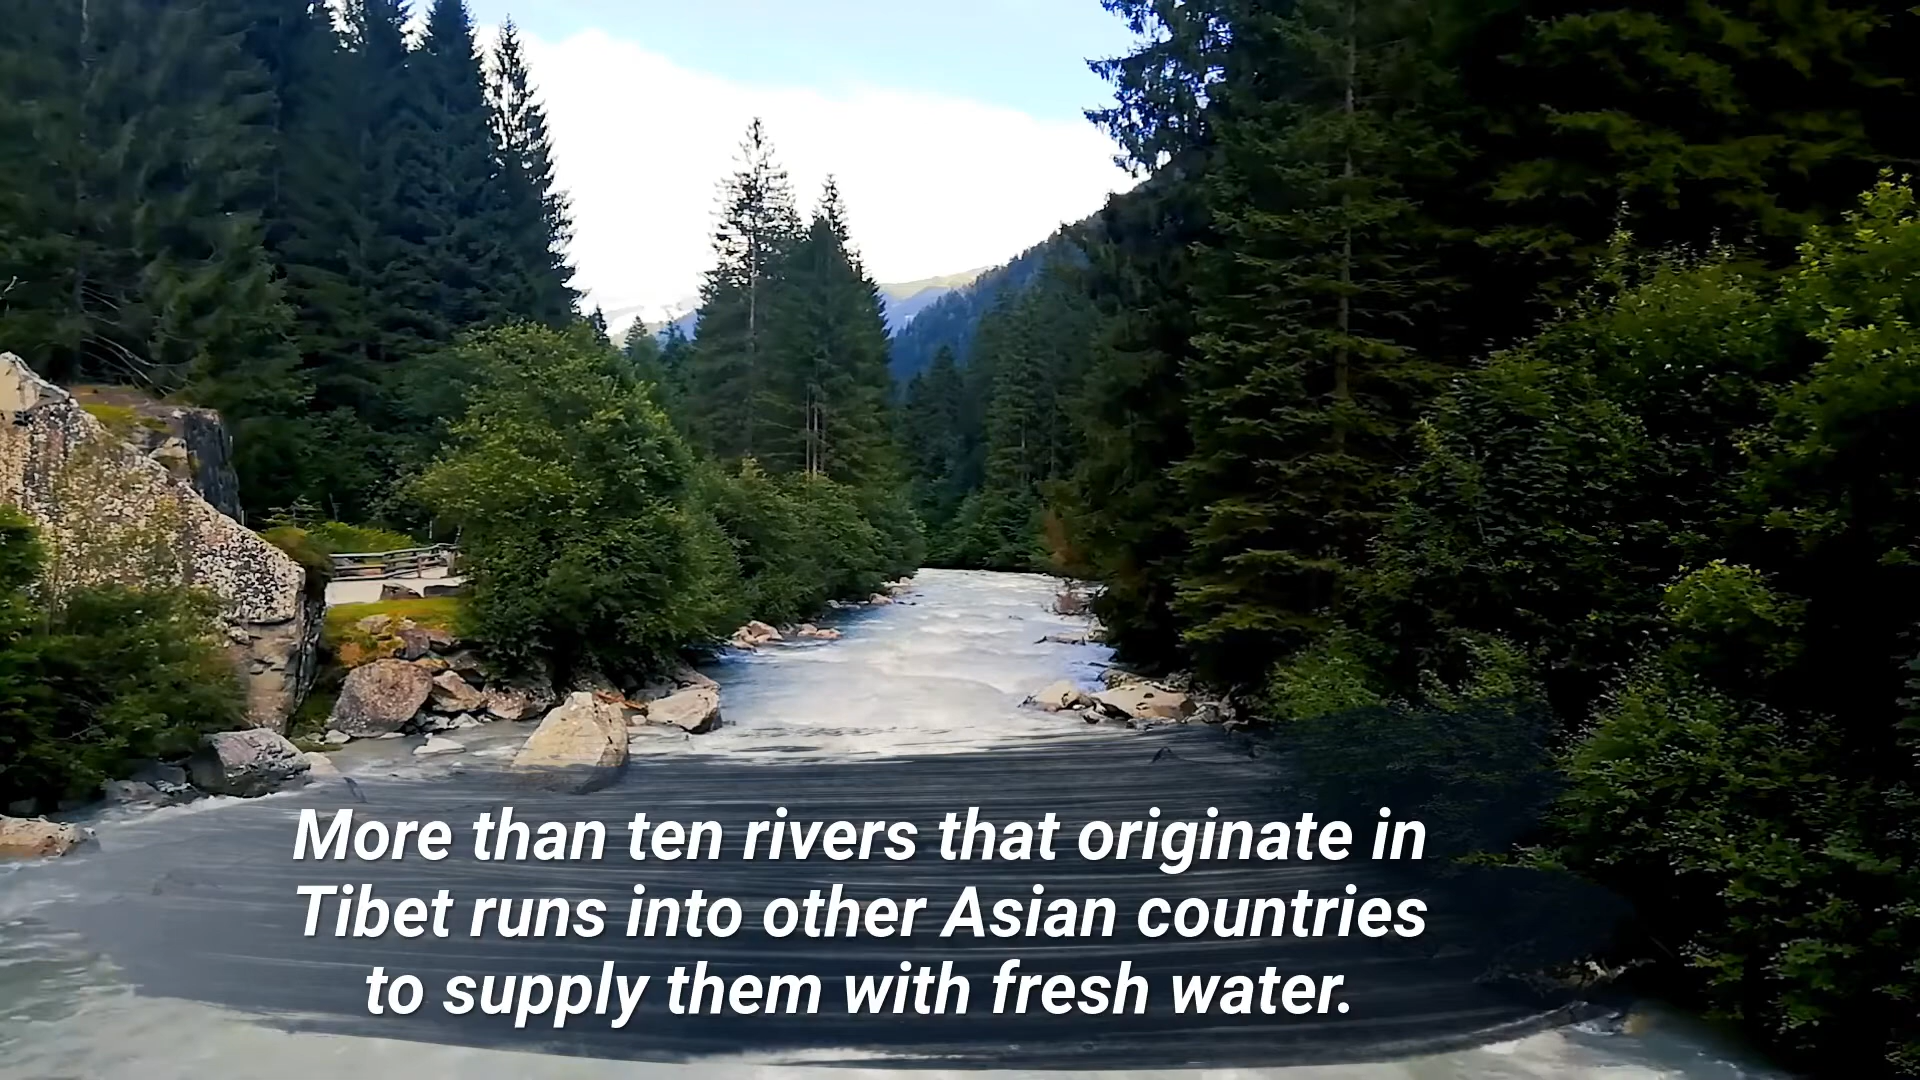 More than ten rivers that originate in
Tibet runs into other Asian countries
to supply them with fresh water.